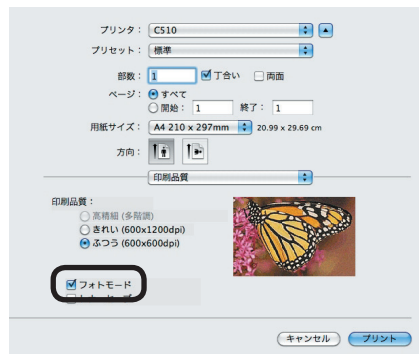 プリンタ： C510
プリセット： 標準
部数： 1 丁合い 両面
ページ： すべて
開始： 1 終了： 1
用紙サイズ： A4 210 x 297mm 20.99 x 29.69 cm
方向：
印刷品質
印刷品質：
高精細 (多階調)
きれい (600x1200dpi)
ふつう (600x600dpi)
フォトモード
キャンセル プリント